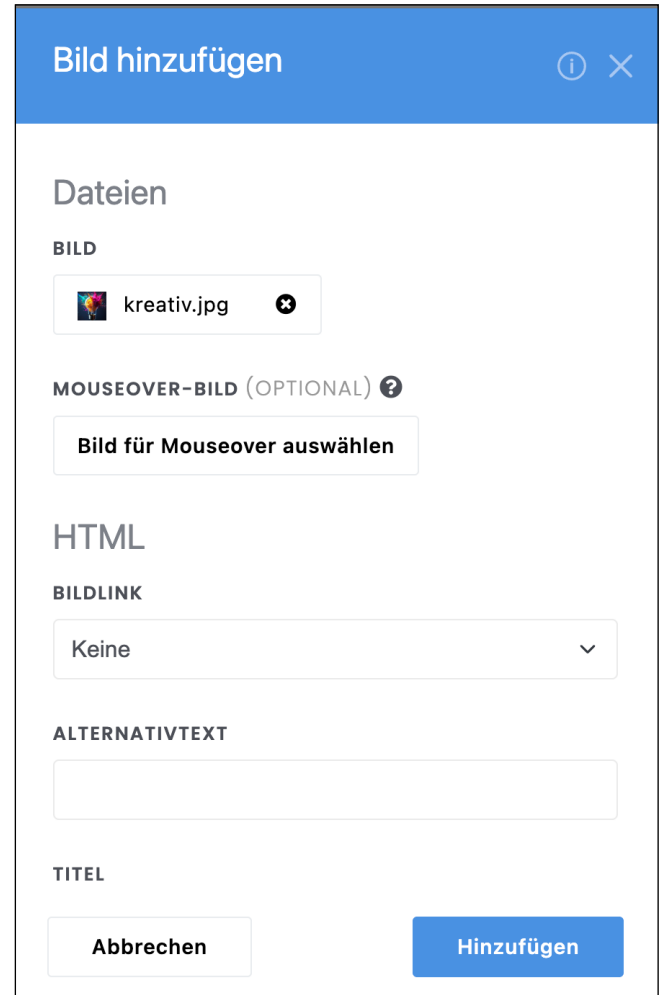 Bild hinzufügen
Dateien
BILD
kreativ.jpg
MOUSEOVER-BILD (OPTIONAL)
Bild für Mouseover auswählen
HTML
BILDLINK
Keine
ALTERNATIVTEXT
TITEL
Abbrechen Hinzufügen